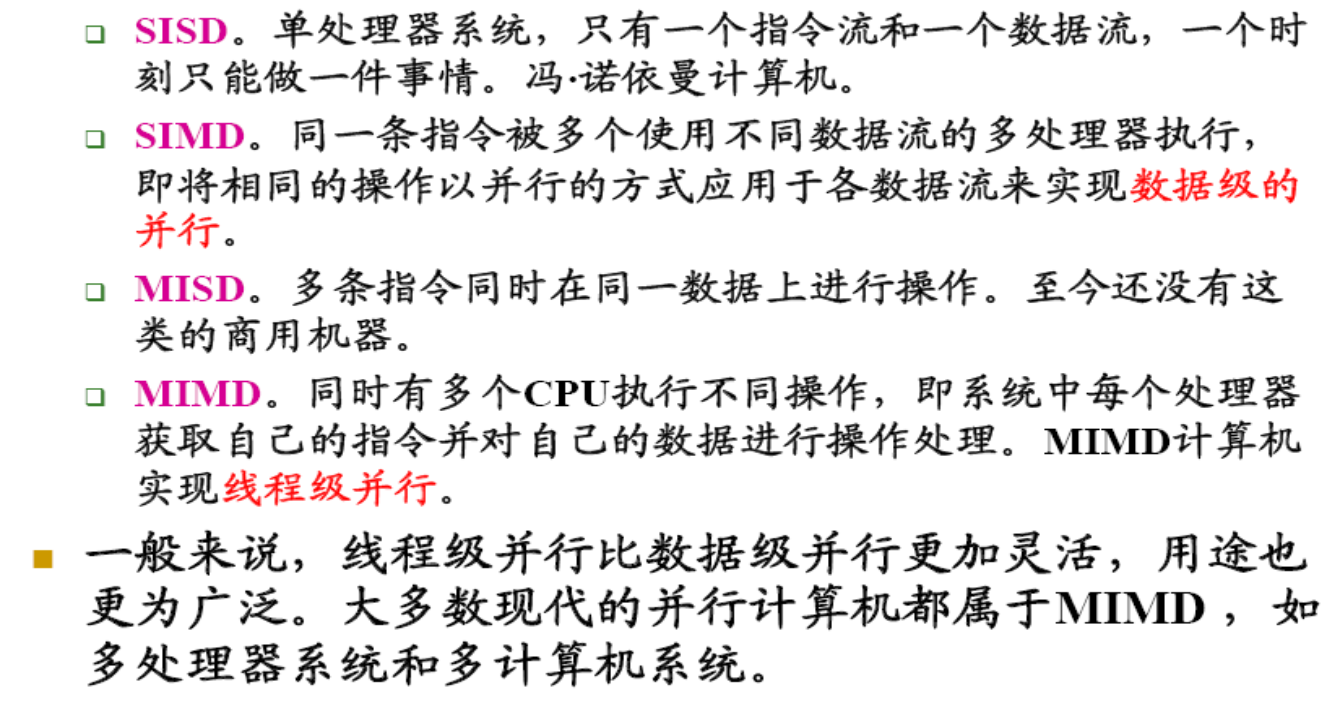 SISD。单处理器系统，只有一个指令流和一个数据流，一个时
刻只能做一件事情。冯·诺依曼计算机。
SIMD。同一条指令被多个使用不同数据流的多处理器执行，
即将相同的操作以并行的方式应用于各数据流来实现数据级的
并行。
MISD。多条指令同时在同一数据上进行操作。至今还没有这
类的商用机器。
MIMD。同时有多个CPU执行不同操作，即系统中每个处理器
获取自己的指令并对自己的数据进行操作处理。MIMD计算机
实现线程级并行。
一般来说，线程级并行比数据级并行更加灵活，用途也
更为广泛。大多数现代的并行计算机都属于MIMD，如
多处理器系统和多计算机系统。